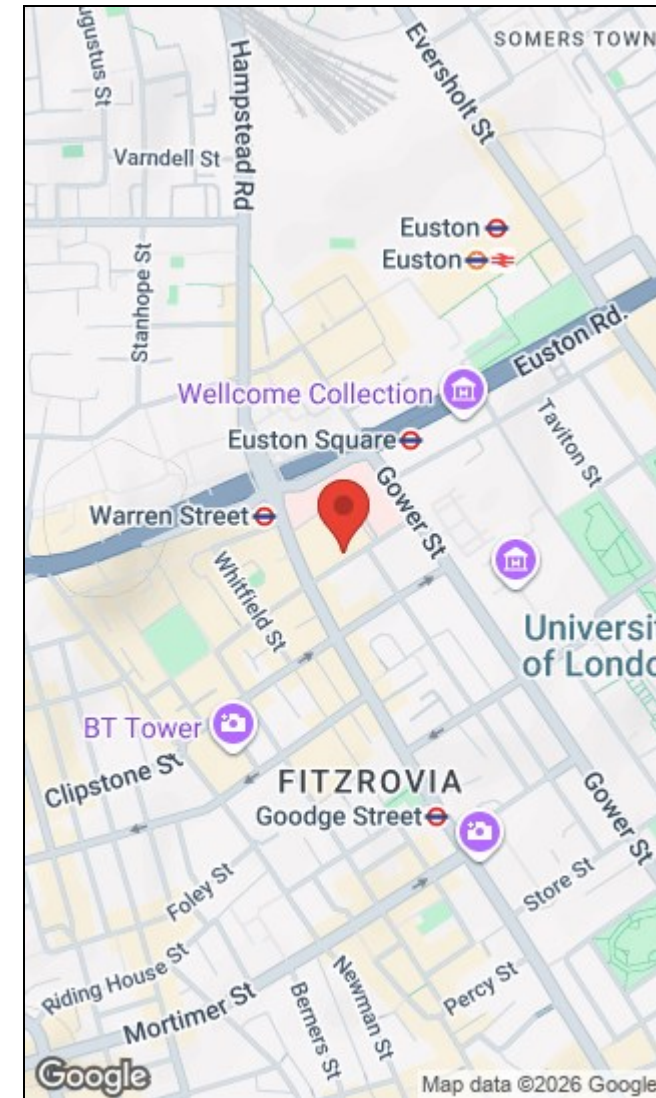 ugustus St
Hampstead Rd
Eversholt St
SOMERS TOWN
Varndell St
Stanhope St
Euston
Euston
Euston Rd.
Wellcome Collection
Taviton St
Euston Square
Gower St
Warren Street
Whitfield St
Universi
of Londo
BT Tower
Clipstone St
FITZROVIA
Goodge Street
Gower St
Foley St
Store St
Riding House St
Newman St
Percy St
Berners St
Mortimer St
Google
Map data ©2026 Google